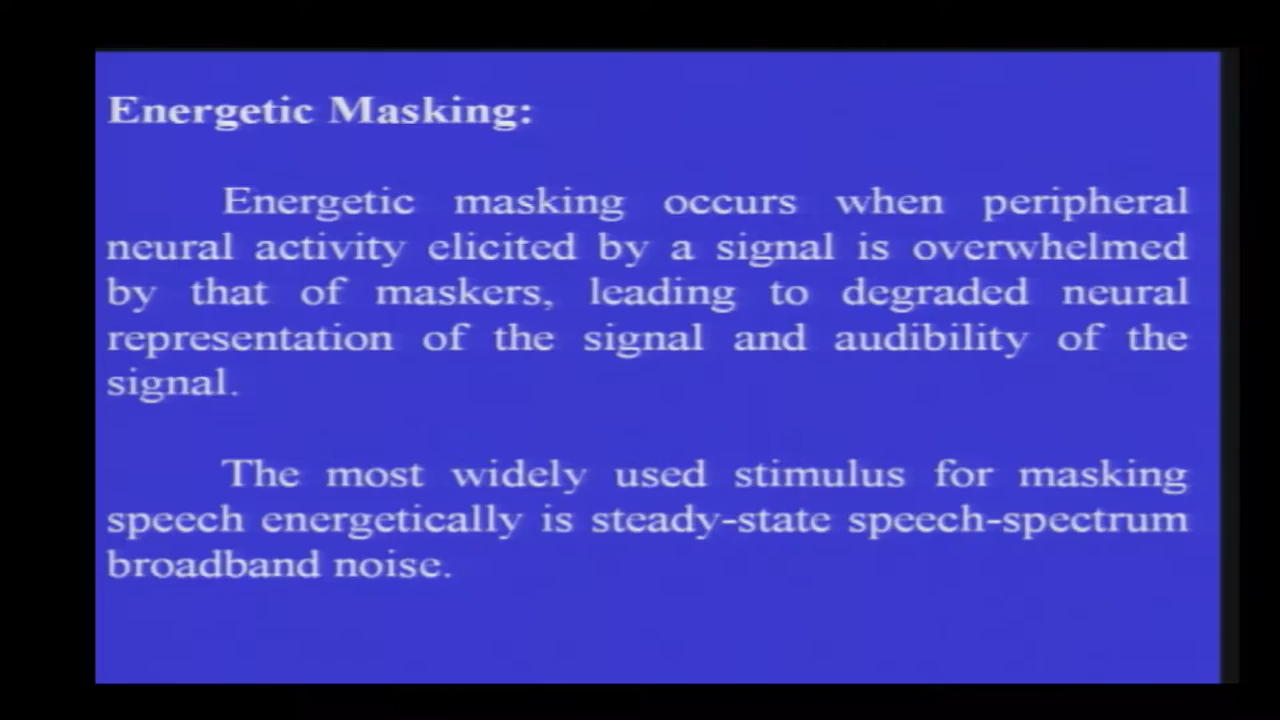 Energetic Masking:
Energetic masking occurs when peripheral
neural activity elicited by a signal is overwhelmed
by that of maskers, leading to degraded neural
representation of the signal and audibility of the
signal.
The most widely used stimulus for masking
speech energetically is steady-state speech-spectrum
broadband noise.